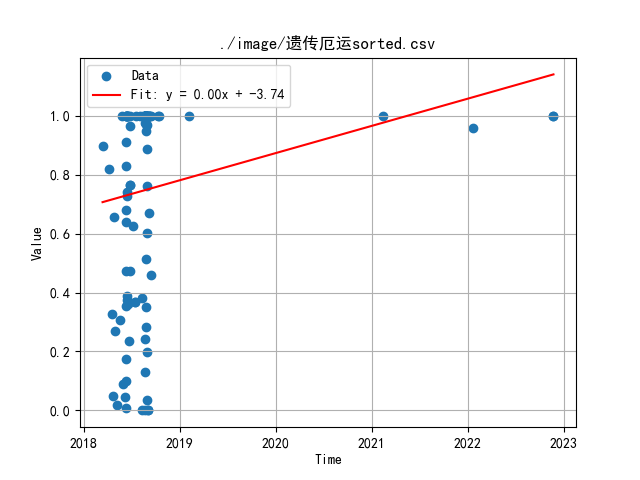 ./image/遗传厄运sorted.csv
Data
Fit: y = 0.00x + -3.74
1.0
0.8
0.6
0.4
0.2
0.0
Value
2018 2019 2020 2021 2022 2023
Time